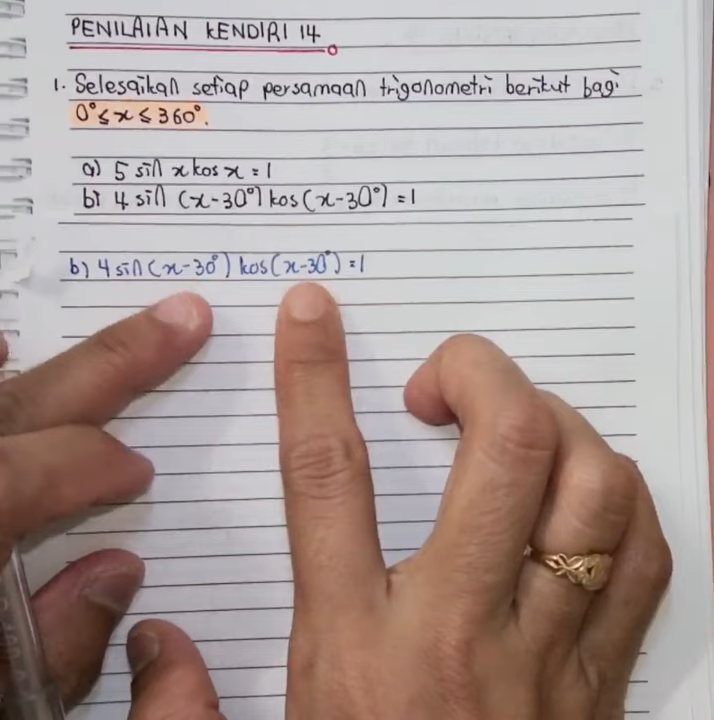 PENILAIAN KENDIRI 14
1. Selesaikan setiap persamaan trigonometri berikut bagi
0° ≤ x ≤ 360°.
a) 5 sin x kos x = 1
b) 4 sin (x-30°) kos (x-30°) = 1
b) 4 sin (x-30°) kos (x-30°) = 1